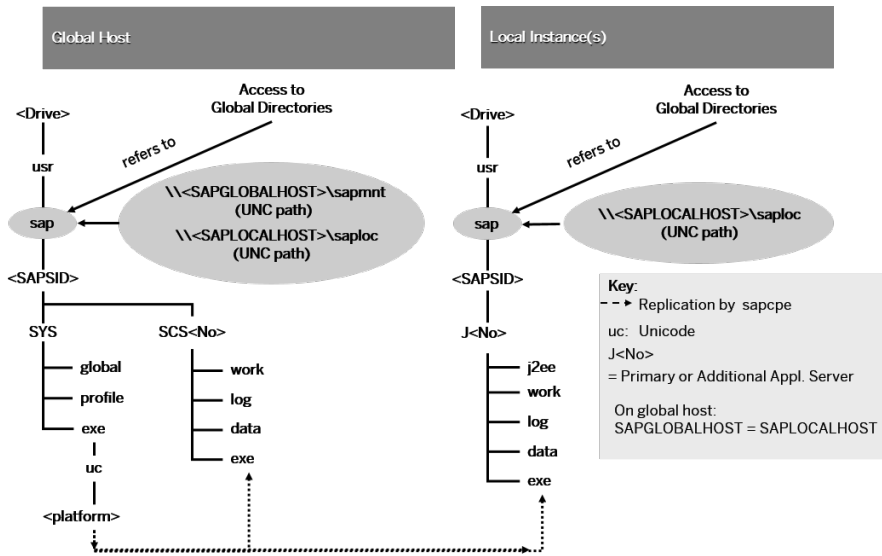 Global Host
Local Instance(s)
Access to
Global Directories
<Drive>
refers to
usr
\\<SAPGLOBALHOST>\sapmnt
(UNC path)
sap
\\<SAPLOCALHOST>\saploc
(UNC path)
<SAPSID>
SYS
SCS<No>
global
profile
exe
work
log
data
exe
uc
<platform>
Access to
Global Directories
<Drive>
refers to
usr
sap
\\<SAPLOCALHOST>\saploc
(UNC path)
<SAPSID>
J<No>
j2ee
work
log
data
exe
Key:
Replication by sapcpe
uc: Unicode
J<No>
= Primary or Additional Appl. Server
On global host:
SAPGLOBALHOST = SAPLOCALHOST